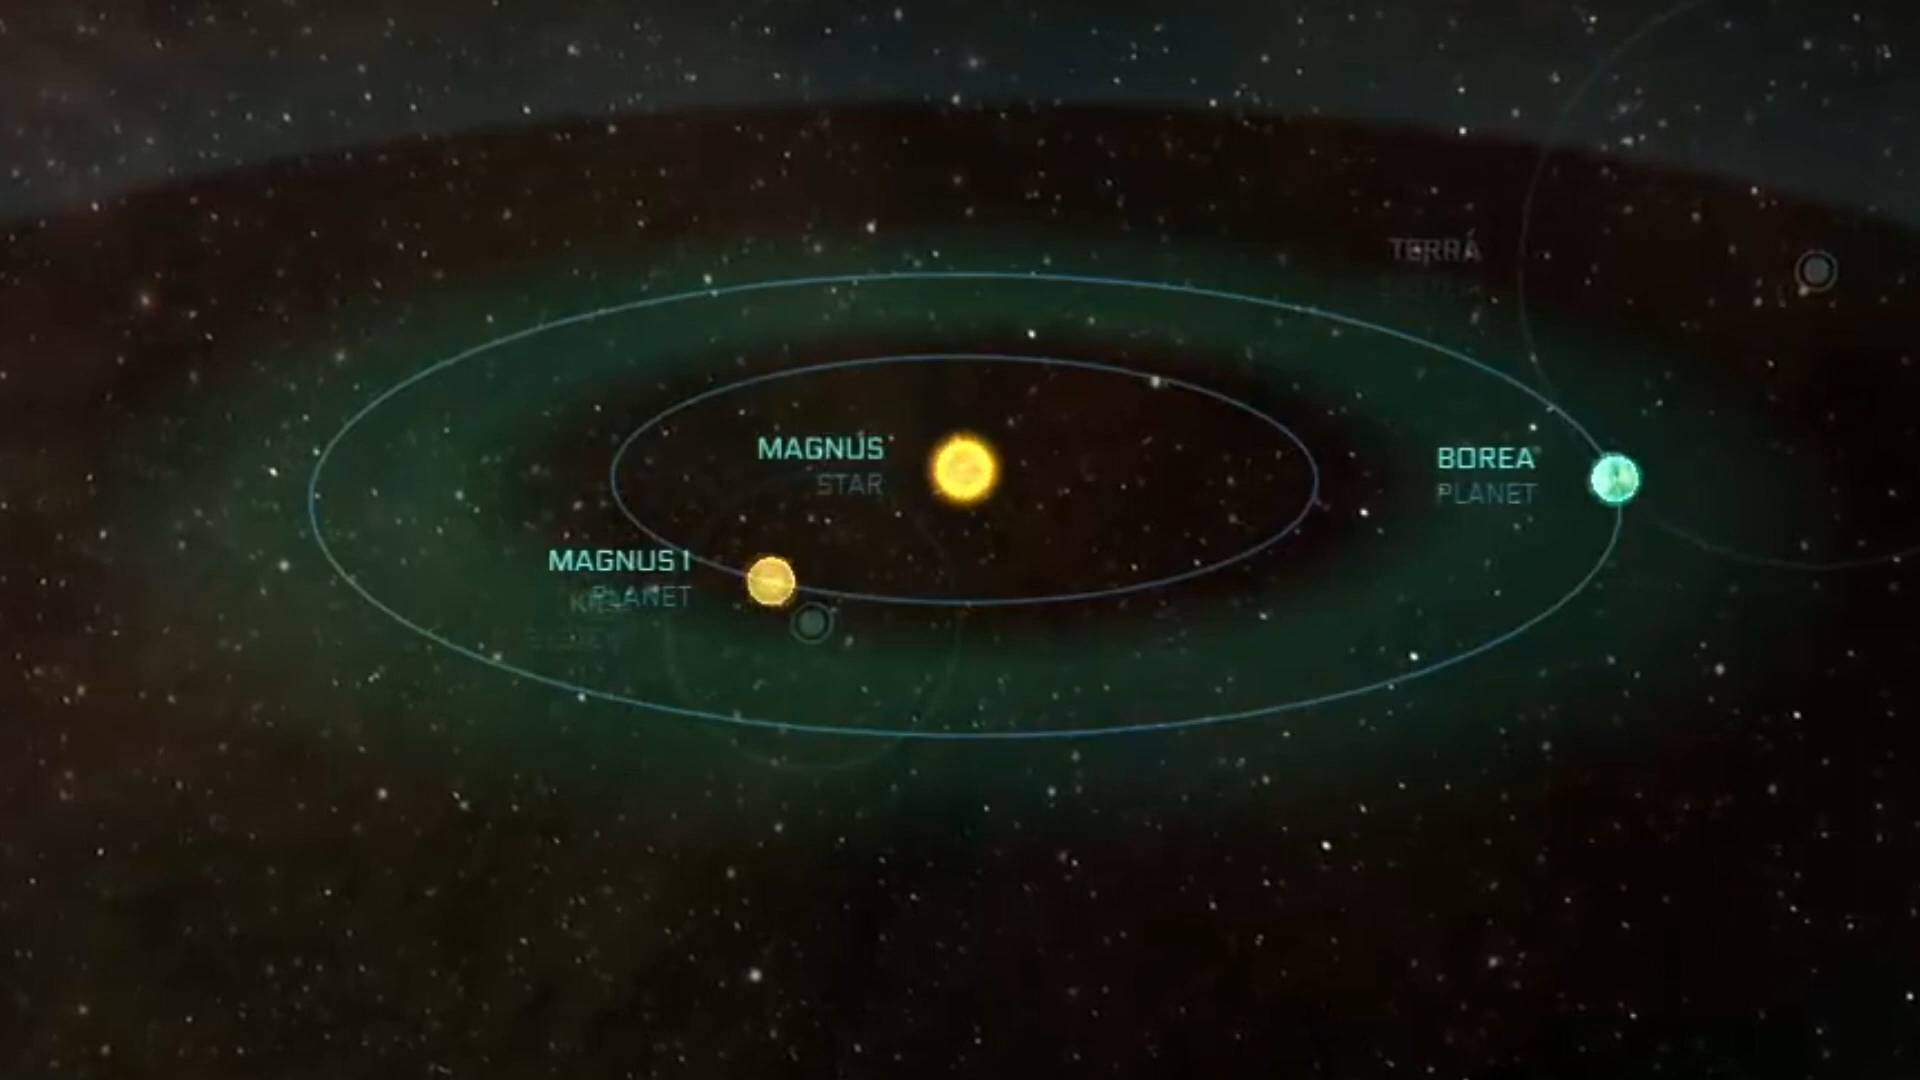 TERRA
MAGNUS
STAR
BOREA
PLANET
MAGNUS I
PLANET